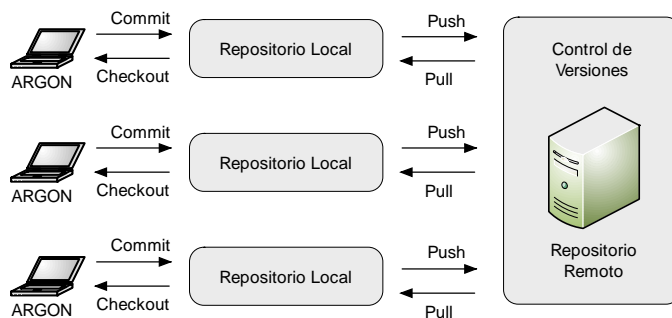 Commit
Repositorio Local
Push
Control de
Versiones
ARGON
Checkout
Pull
Commit
Repositorio Local
Push
ARGON
Checkout
Pull
Commit
Repositorio Local
Push
Repositorio
Remoto
ARGON
Checkout
Pull